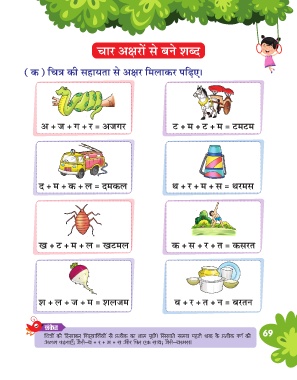 चार अक्षरों से बने शब्द
( क ) चित्र की सहायता से अक्षर मिलाकर पढ़िए।
अ + ज + ग + र = अजगर
ट + म + ट + म = टमटम
द + म + क + ल = दमकल
थ + र + म + स = थरमस
ख + ट + म + ल = खटमल
क + स + र + त = कसरत
श + ल + ज + म = शलजम
ब + र + त + न = बरतन
संकेत
69